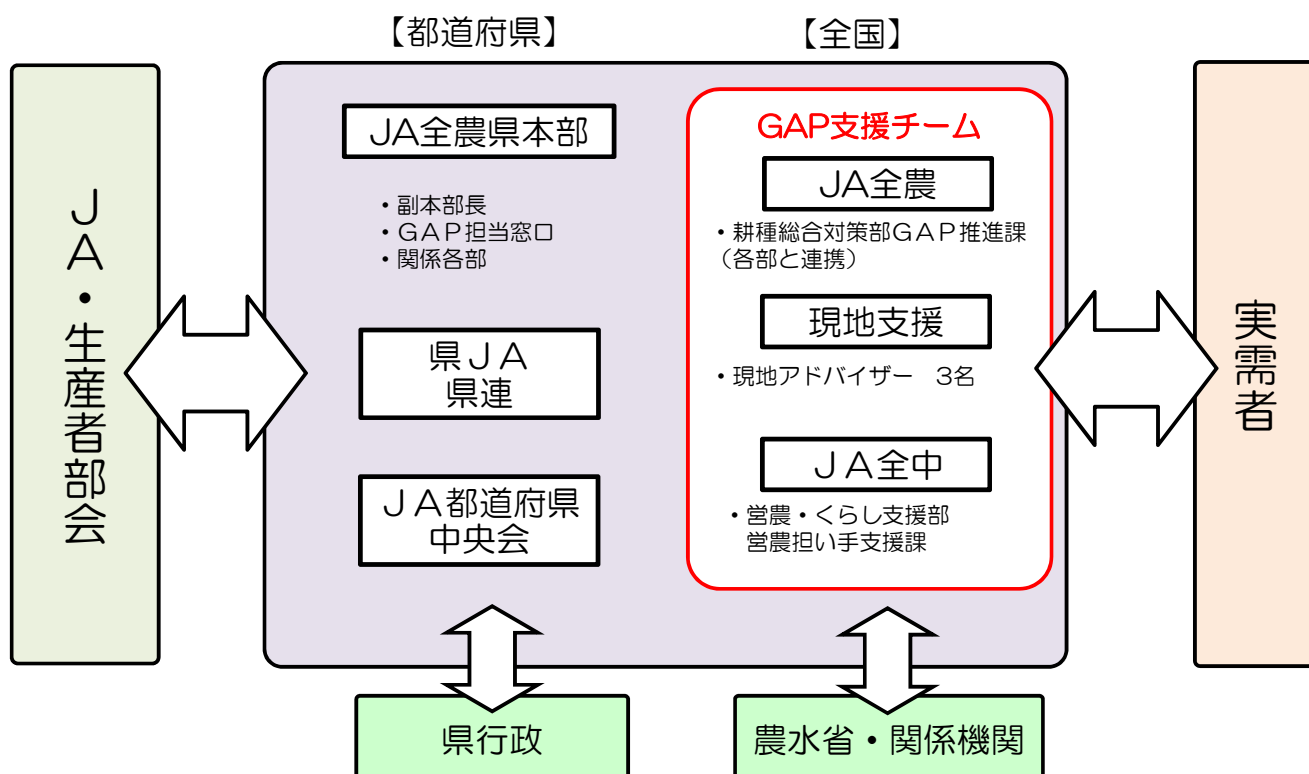 【都道府県】
【全国】
JA・生産者部会
JA全農県本部
・副本部長
・GAP担当窓口
・関係各部
県JA
県連
JA都道府県
中央会
GAP支援チーム
JA全農
・耕種総合対策部GAP推進課
（各部と連携）
現地支援
・現地アドバイザー　3名
JA全中
・営農・くらし支援部
営農担い手支援課
実需者
県行政
農水省・関係機関